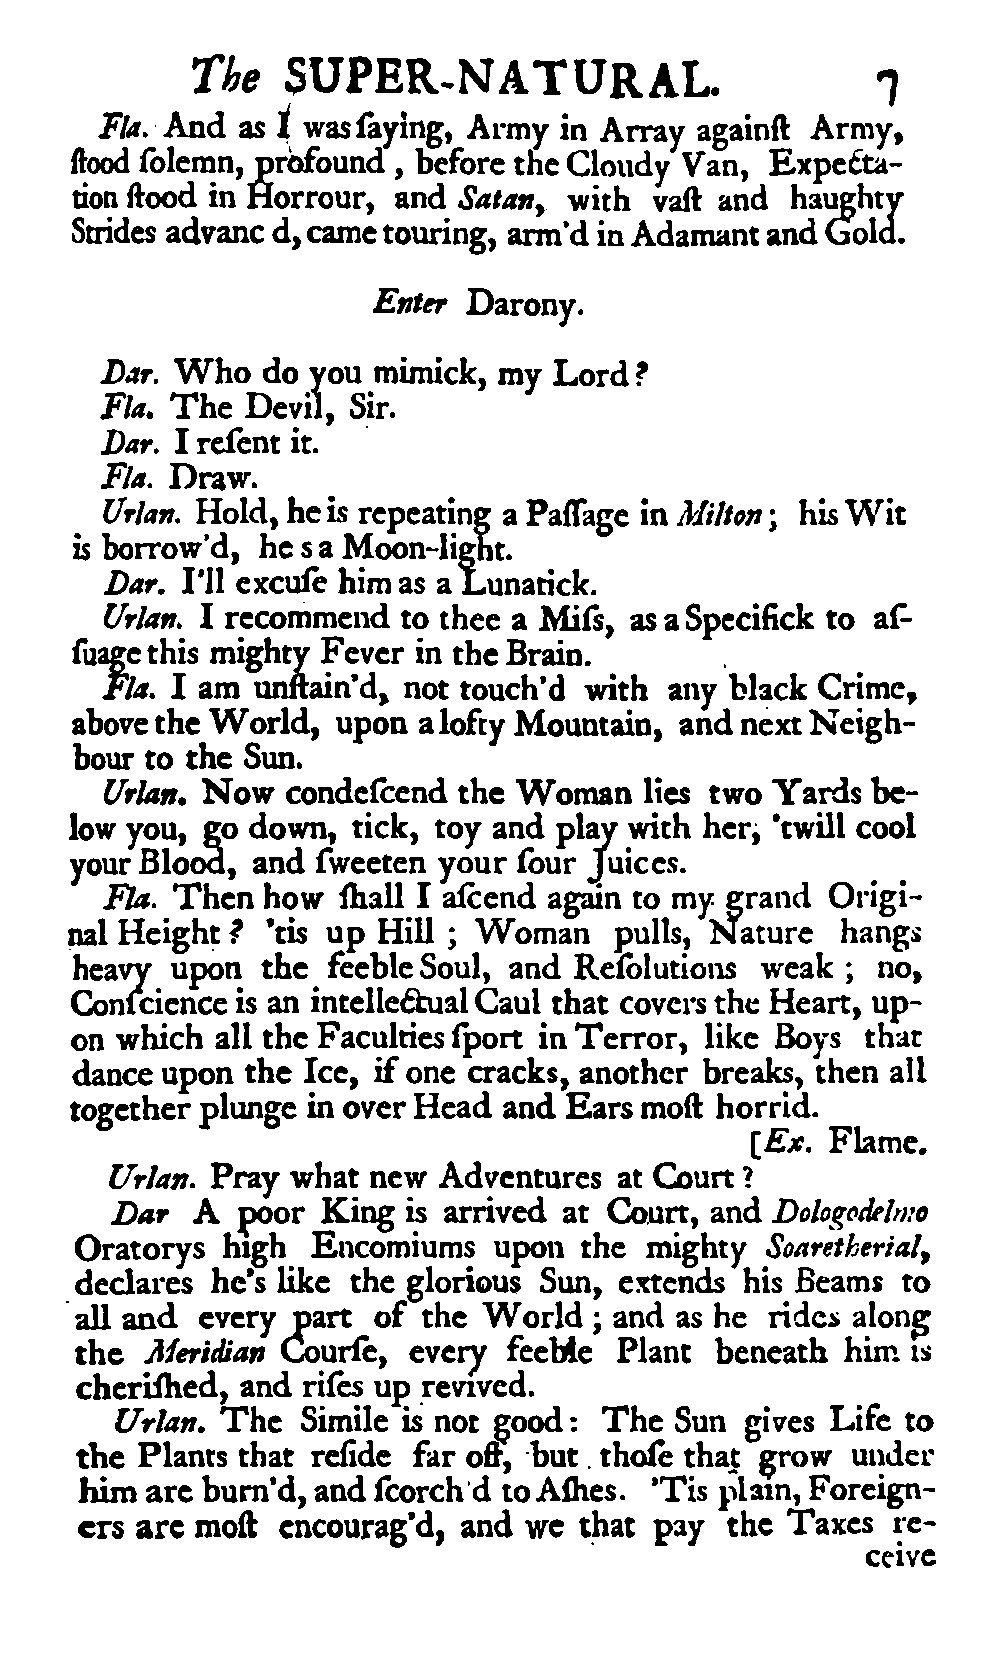 The SUPER-NATURAL. 7
Fla. And as I was ſaying, Army in Array againſt Army,
ſtood ſolemn, profound, before the Cloudy Van, Expecta-
tion ſtood in Horrour, and Satan, with vaſt and haughty
Strides advanc d, came touring, arm'd in Adamant and Gold.
Enter Darony.
Dar. Who do you mimick, my Lord?
Fla. The Devil, Sir.
Dar. I reſent it.
Fla. Draw.
Urlan. Hold, he is repeating a Paſſage in Milton; his Wit
is borrow'd, he s a Moon-light.
Dar. I'll excuſe him as a Lunatick.
Urlan. I recommend to thee a Miſs, as a Specifick to aſ-
ſuage this mighty Fever in the Brain.
Fla. I am unſtain'd, not touch'd with any black Crime,
above the World, upon a lofty Mountain, and next Neigh-
bour to the Sun.
Urlan. Now condeſcend the Woman lies two Yards be-
low you, go down, tick, toy and play with her, 'twill cool
your Blood, and ſweeten your ſour Juices.
Fla. Then how ſhall I aſcend again to my grand Origi-
nal Height? 'tis up Hill; Woman pulls, Nature hangs
heavy upon the feeble Soul, and Reſolutions weak; no,
Conſcience is an intellectual Caul that covers the Heart, up-
on which all the Faculties ſport in Terror, like Boys that
dance upon the Ice, if one cracks, another breaks, then all
together plunge in over Head and Ears moſt horrid.
[Ex. Flame.
Urlan. Pray what new Adventures at Court?
Dar A poor King is arrived at Court, and Dologodelmo
Oratorys high Encomiums upon the mighty Soaretherial,
declares he's like the glorious Sun, extends his Beams to
all and every part of the World; and as he rides along
the Meridian Courſe, every feeble Plant beneath him is
cheriſhed, and riſes up revived.
Urlan. The Simile is not good: The Sun gives Life to
the Plants that reſide far off, but thoſe that grow under
him are burn'd, and ſcorch'd to Aſhes. 'Tis plain, Foreign-
ers are moſt encourag'd, and we that pay the Taxes re-
ceive